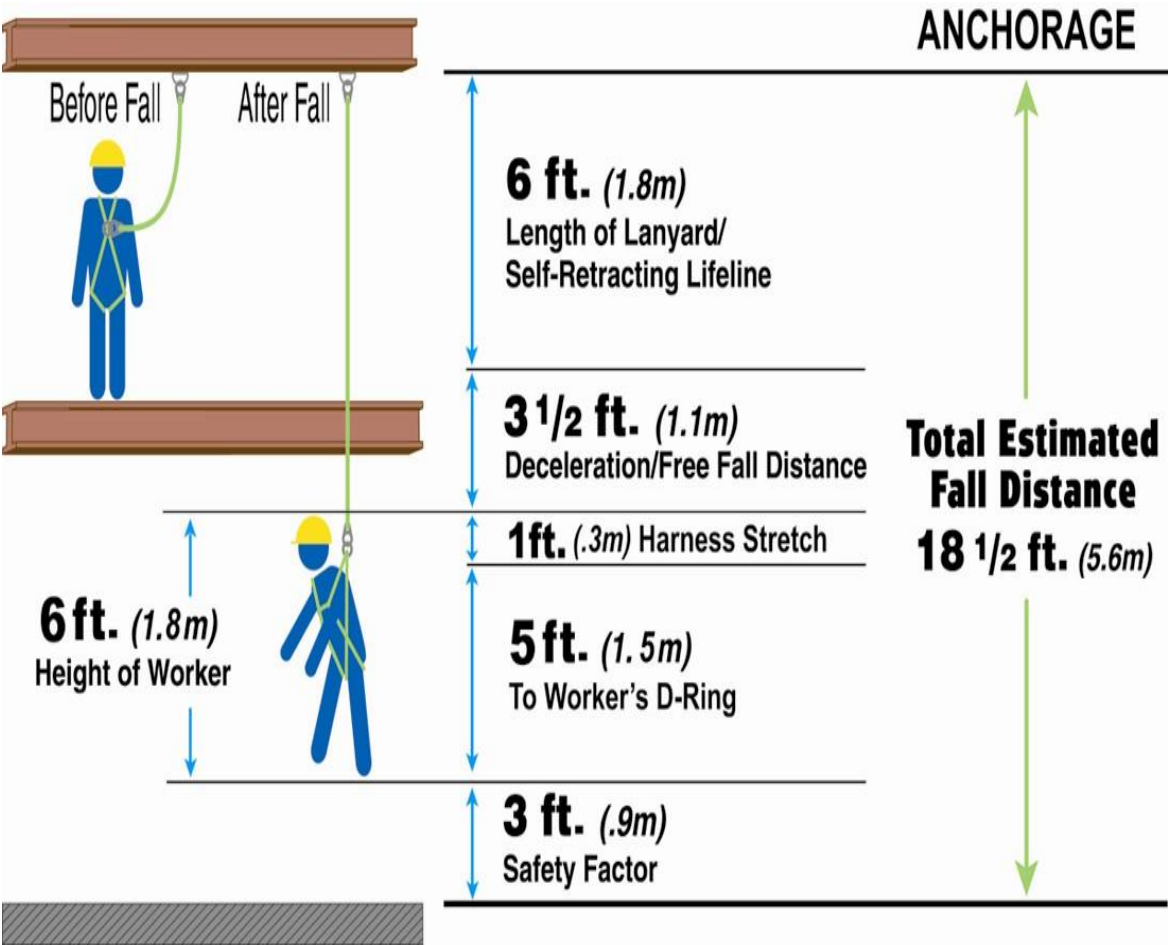 ANCHORAGE
Before Fall
After Fall
6 ft. (1.8m)
Length of Lanyard/
Self-Retracting Lifeline
3 1/2 ft. (1.1m)
Deceleration/Free Fall Distance
1ft. (.3m) Harness Stretch
6 ft. (1.8m)
Height of Worker
5 ft. (1.5m)
To Worker's D-Ring
3 ft. (.9m)
Safety Factor
Total Estimated
Fall Distance
18 1/2 ft. (5.6m)